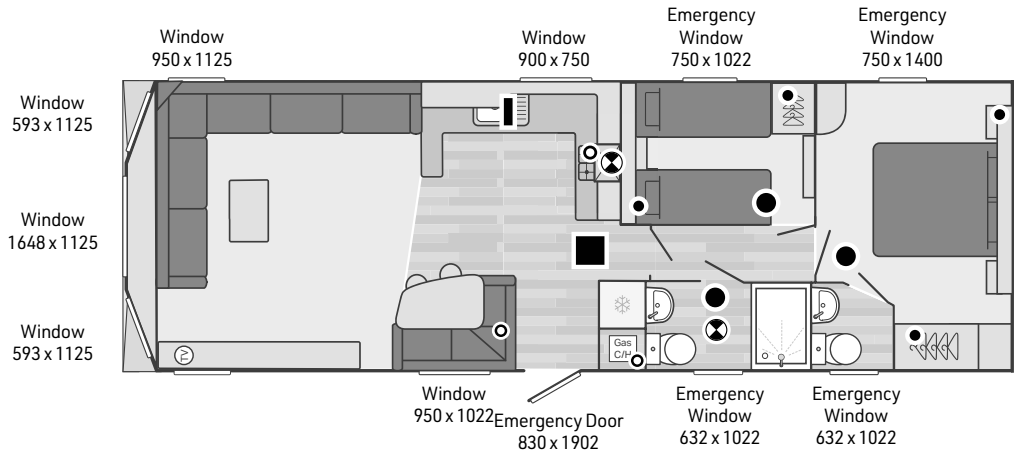 Window
950 x 1125
Window
900 x 750
Emergency
Window
750 x 1022
Emergency
Window
750 x 1400
Window
593 x 1125
Window
1648 x 1125
Window
593 x 1125
TV
Gas
C/H
Window
950 x 1022
Emergency Door
830 x 1902
Emergency
Window
632 x 1022
Emergency
Window
632 x 1022